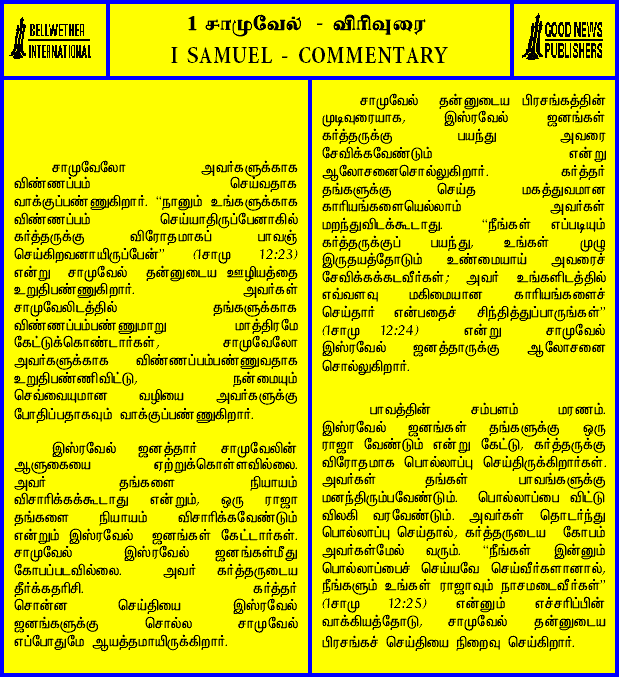 BELLWETHER
INTERNATIONAL
1 சாமுவேல் - விரிவுரை
I SAMUEL - COMMENTARY
GOOD NEWS
PUBLISHERS
சாமுவேலோ அவர்களுக்காக
விண்ணப்பம் செய்வதாக
வாக்குப்பண்ணுகிறார். “நானும் உங்களுக்காக
விண்ணப்பம் செய்யாதிருப்பேனாகில்
கர்த்தருக்கு விரோதமாகப் பாவஞ்
செய்கிறவனாயிருப்பேன்” (1சாமு 12:23)
என்று சாமுவேல் தன்னுடைய ஊழியத்தை
உறுதிபண்ணுகிறார். அவர்கள்
சாமுவேலிடத்தில் தங்களுக்காக
விண்ணப்பம்பண்ணுமாறு மாத்திரமே
கேட்டுக்கொண்டார்கள், சாமுவேலோ
அவர்களுக்காக விண்ணப்பம்பண்ணுவதாக
உறுதிபண்ணிவிட்டு, நன்மையும்
செவ்வையுமான வழியை அவர்களுக்கு
போதிப்பதாகவும் வாக்குப்பண்ணுகிறார்.
இஸ்ரவேல் ஜனத்தார் சாமுவேலின்
ஆளுகையை ஏற்றுக்கொள்ளவில்லை.
அவர் தங்களை நியாயம்
விசாரிக்கக்கூடாது என்றும், ஒரு ராஜா
தங்களை நியாயம் விசாரிக்கவேண்டும்
என்றும் இஸ்ரவேல் ஜனங்கள் கேட்டார்கள்.
சாமுவேல் இஸ்ரவேல் ஜனங்கள்மீது
கோபப்படவில்லை. அவர் கர்த்தருடைய
தீர்க்கதரிசி. கர்த்தர்
சொன்ன செய்தியை இஸ்ரவேல்
ஜனங்களுக்கு சொல்ல சாமுவேல்
எப்போதுமே ஆயத்தமாயிருக்கிறார்.
சாமுவேல் தன்னுடைய பிரசங்கத்தின்
முடிவுரையாக, இஸ்ரவேல் ஜனங்கள்
கர்த்தருக்கு பயந்து அவரை
சேவிக்கவேண்டும் என்று
ஆலோசனைசொல்லுகிறார். கர்த்தர்
தங்களுக்கு செய்த மகத்துவமான
காரியங்களையெல்லாம் அவர்கள்
மறந்துவிடக்கூடாது. “நீங்கள் எப்படியும்
கர்த்தருக்குப் பயந்து, உங்கள் முழு
இருதயத்தோடும் உண்மையாய் அவரைச்
சேவிக்கக்கடவீர்கள்; அவர் உங்களிடத்தில்
எவ்வளவு மகிமையான காரியங்களைச்
செய்தார் என்பதைச் சிந்தித்துப்பாருங்கள்”
(1சாமு 12:24) என்று சாமுவேல்
இஸ்ரவேல் ஜனத்தாருக்கு ஆலோசனை
சொல்லுகிறார்.
பாவத்தின் சம்பளம் மரணம்.
இஸ்ரவேல் ஜனங்கள் தங்களுக்கு ஒரு
ராஜா வேண்டும் என்று கேட்டு, கர்த்தருக்கு
விரோதமாக பொல்லாப்பு செய்திருக்கிறார்கள்.
அவர்கள் தங்கள் பாவங்களுக்கு
மனந்திரும்பவேண்டும். பொல்லாப்பை விட்டு
விலகி வரவேண்டும். அவர்கள் தொடர்ந்து
பொல்லாப்பு செய்தால், கர்த்தருடைய கோபம்
அவர்கள்மேல் வரும். “நீங்கள் இன்னும்
பொல்லாப்பைச் செய்யவே செய்வீர்களானால்,
நீங்களும் உங்கள் ராஜாவும் நாசமடைவீர்கள்”
(1சாமு 12:25) என்னும் எச்சரிப்பின்
வாக்கியத்தோடு, சாமுவேல் தன்னுடைய
பிரசங்கச் செய்தியை நிறைவு செய்கிறார்.